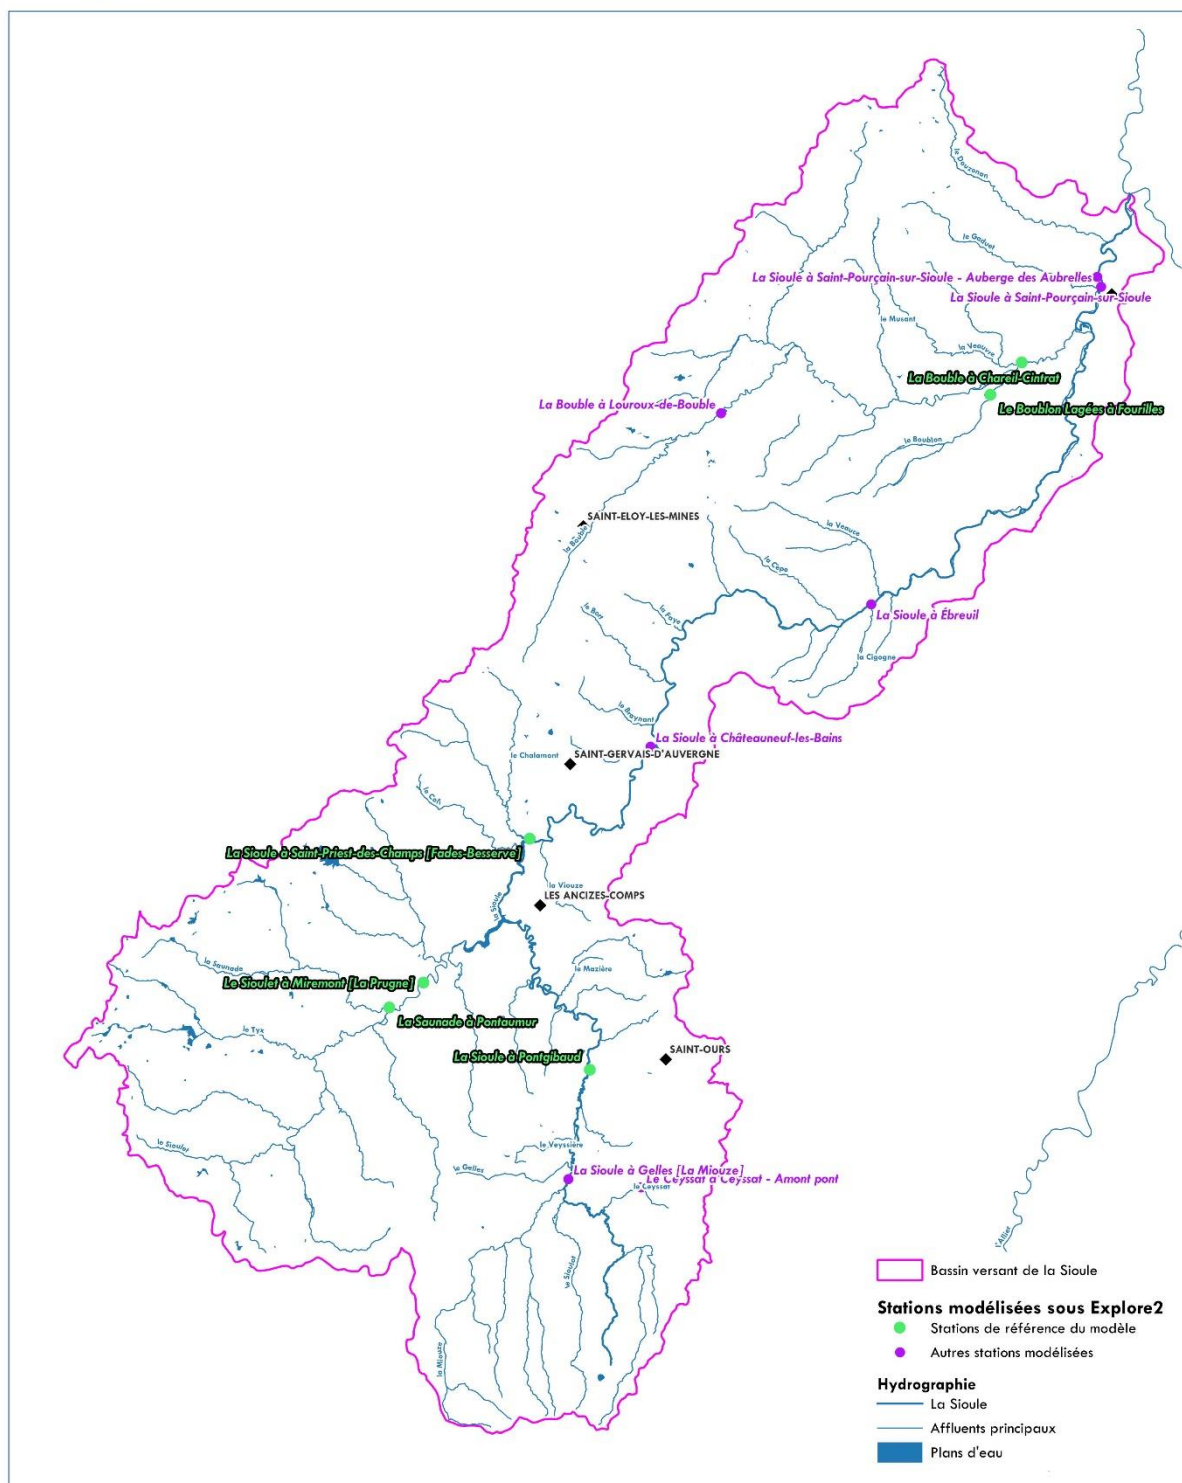 le Douzenan
le Gaduet
La Sioule à Saint-Pourçain-sur-Sioule - Auberge des Aubrelles
La Sioule à Saint-Pourçain-sur-Sioule
le Musant
la Veauvre
La Bouble à Chareil-Cintrat
La Bouble à Louroux-de-Bouble
Le Boublon Lagées à Fourilles
le Boublon
SAINT-ELOY-LES-MINES
la Bouble
la Veauce
la Cèpe
le Bory
la Faye
La Sioule à Ébreuil
la Cigogne
le Braynant
La Sioule à Châteauneuf-les-Bains
le Chalamont
SAINT-GERVAIS-D'AUVERGNE
le Coli
La Sioule à Saint-Priest-des-Champs [Fades-Besserve]
la Viouze
LES ANCIZES-COMPS
la Sioule
la Saunade
le Mazière
Le Sioulet à Miremont [La Prugne]
La Saunade à Pontaumur
le Tyx
SAINT-OURS
La Sioule à Pontgibaud
le Sioulet
le Veyssière
le Gelles
La Sioule à Gelles [La Miouze]
Le Ceyssat à Ceyssat - Amont pont
le Ceyssat
le Sioulot
la Miouze
l'Allier
Bassin versant de la Sioule
Stations modélisées sous Explore2
Stations de référence du modèle
Autres stations modélisées
Hydrographie
La Sioule
Affluents principaux
Plans d'eau